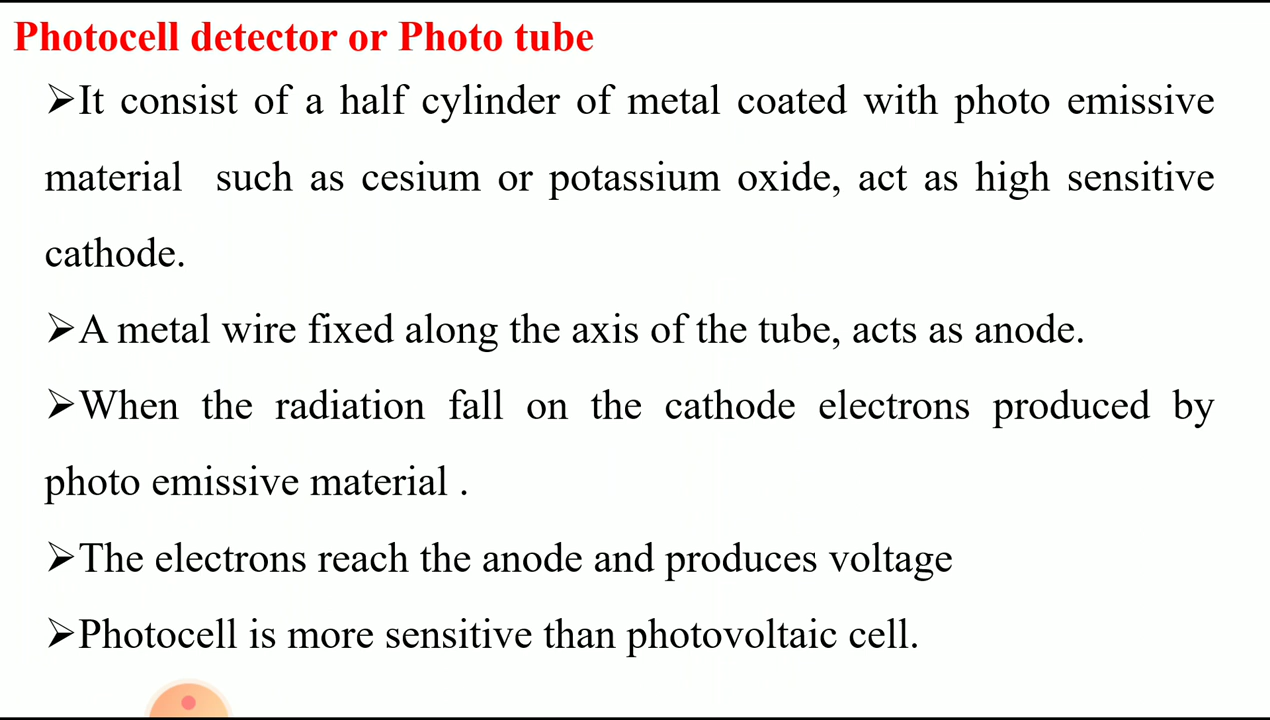 Photocell detector or Photo tube
➢It consist of a half cylinder of metal coated with photo emissive
material such as cesium or potassium oxide, act as high sensitive
cathode.
➢A metal wire fixed along the axis of the tube, acts as anode.
➢When the radiation fall on the cathode electrons produced by
photo emissive material .
➢The electrons reach the anode and produces voltage
➢Photocell is more sensitive than photovoltaic cell.